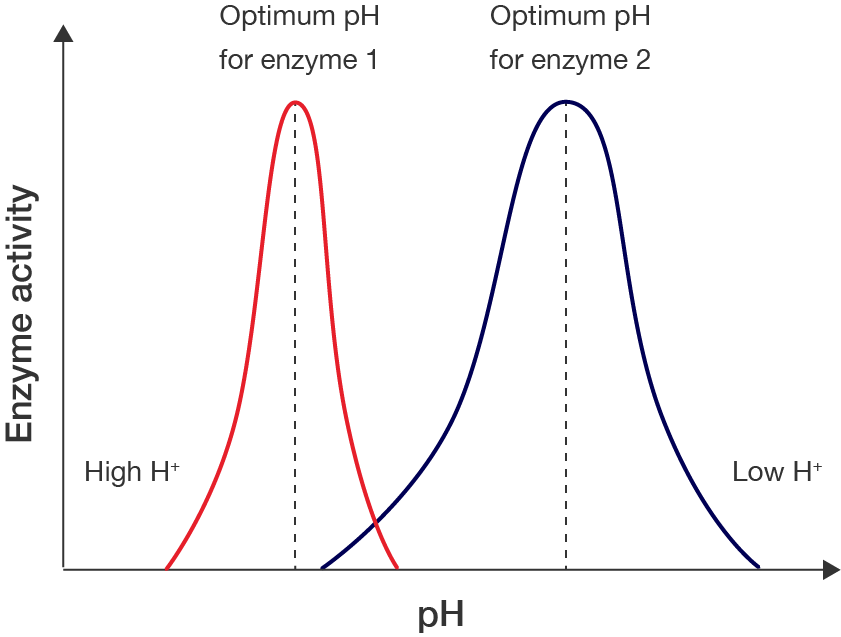 Optimum pH
for enzyme 1
Optimum pH
for enzyme 2
Enzyme activity
High H⁺
Low H⁺
pH